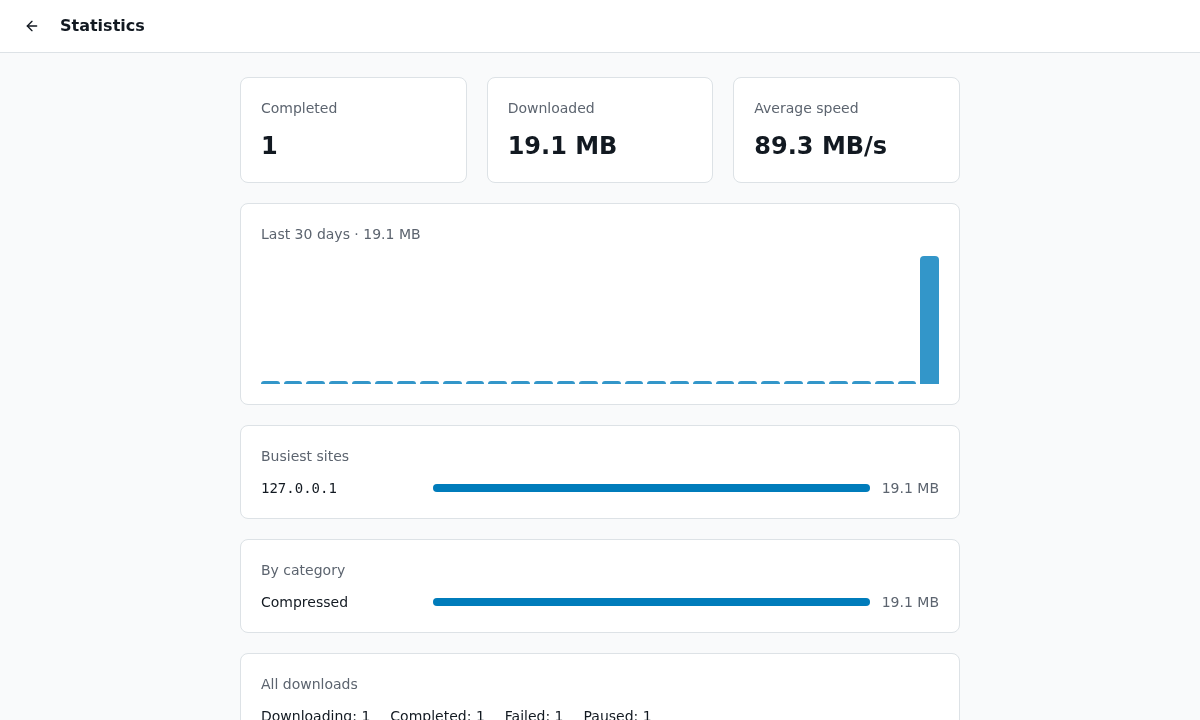 Statistics
Completed
1
Downloaded
19.1 MB
Average speed
89.3 MB/s
Last 30 days · 19.1 MB
Busiest sites
127.0.0.1 19.1 MB
By category
Compressed 19.1 MB
All downloads
Downloading: 1 Completed: 1 Failed: 1 Paused: 1